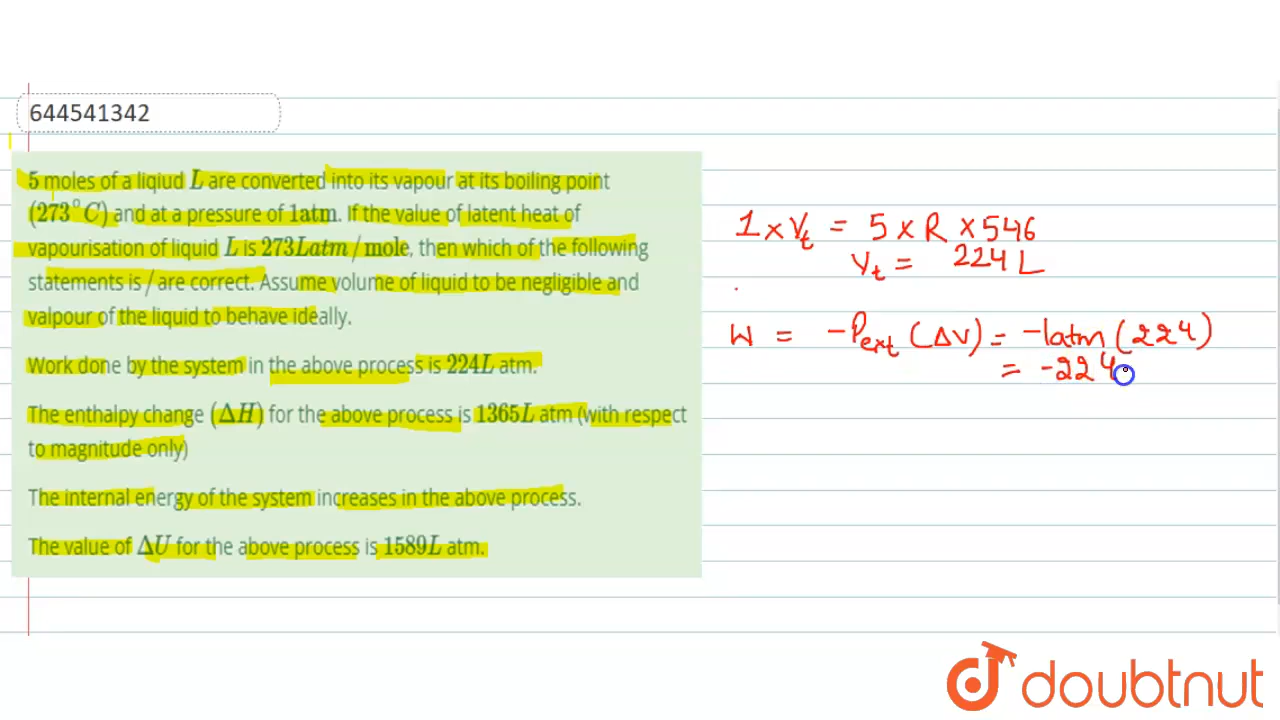 644541342
5 moles of a liqiud L are converted into its vapour at its boiling point
(273°C) and at a pressure of 1atm. If the value of latent heat of
vapourisation of liquid L is 273Latm/mole, then which of the following
statements is/are correct. Assume volume of liquid to be negligible and
valpour of the liquid to behave ideally.
Work done by the system in the above process is 224L atm.
The enthalpy change (ΔH) for the above process is 1365L atm (with respect
to magnitude only)
The internal energy of the system increases in the above process.
The value of ΔU for the above process is 1589L atm.
1 × Vt = 5 × R × 546
Vt = 224 L
W = -Pext (ΔV) = -1atm (224)
= -224
doubtnut